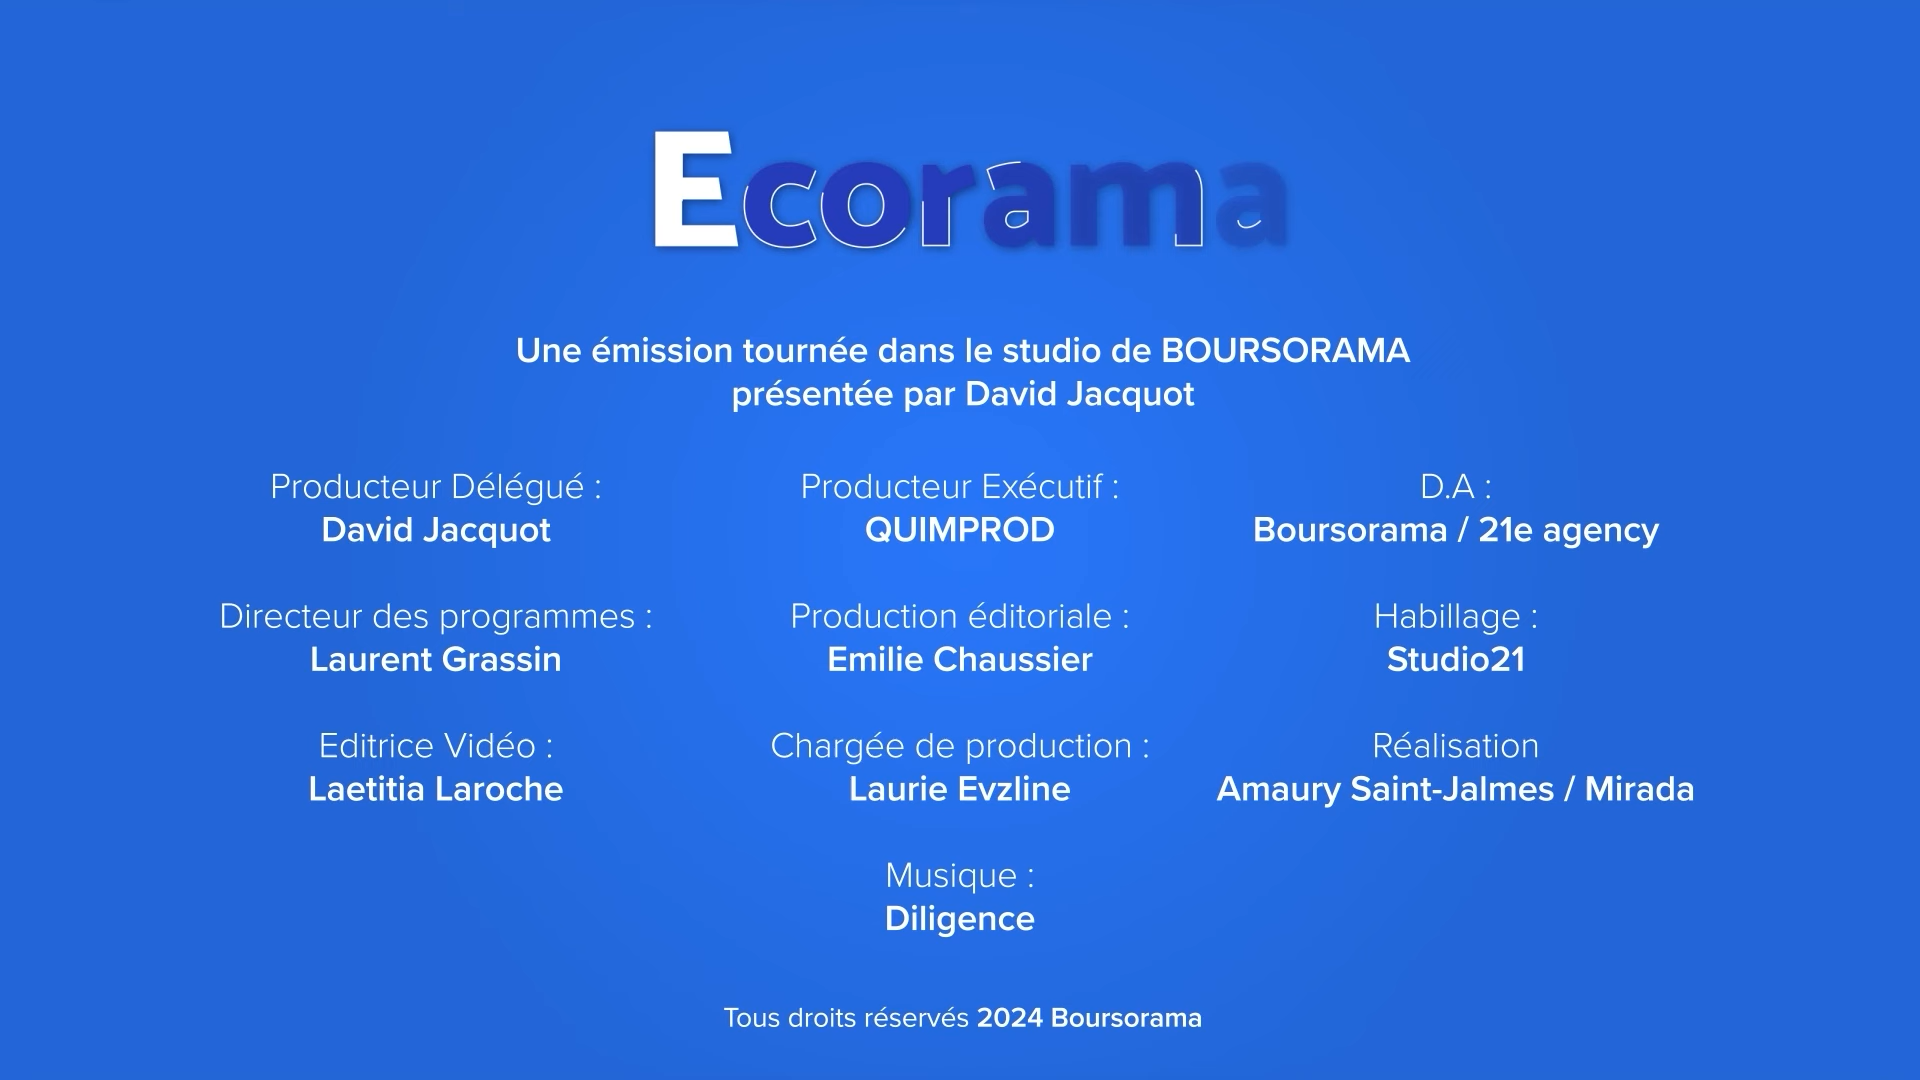 Ecorama
Une émission tournée dans le studio de BOURSORAMA
présentée par David Jacquot
Producteur Délégué :
David Jacquot
Producteur Exécutif :
QUIMPROD
D.A :
Boursorama / 21e agency
Directeur des programmes :
Laurent Grassin
Production éditoriale :
Emilie Chaussier
Habillage :
Studio21
Editrice Vidéo :
Laetitia Laroche
Chargée de production :
Laurie Evzline
Réalisation
Amaury Saint-Jalmes / Mirada
Musique :
Diligence
Tous droits réservés 2024 Boursorama